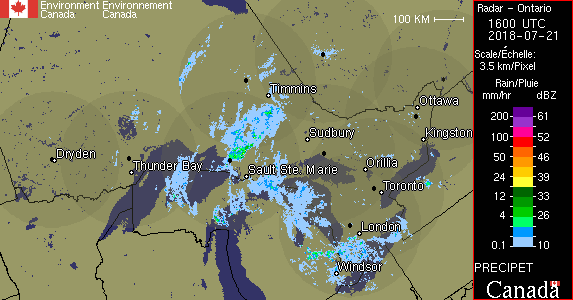 Environment Environnement
Canada Canada
100 KM
Timmins
Ottawa
Sudbury
Kingston
Dryden
Thunder Bay
Sault Ste. Marie
Orillia
Toronto
London
Windsor
Radar - Ontario
1600 UTC
2018-07-21
Scale/Échelle:
3.5 km/Pixel
Rain/Pluie
mm/hr dBZ
200 61
100 52
50 46
24 39
12 33
4 26
0.1 10
PRECIPET
Canada